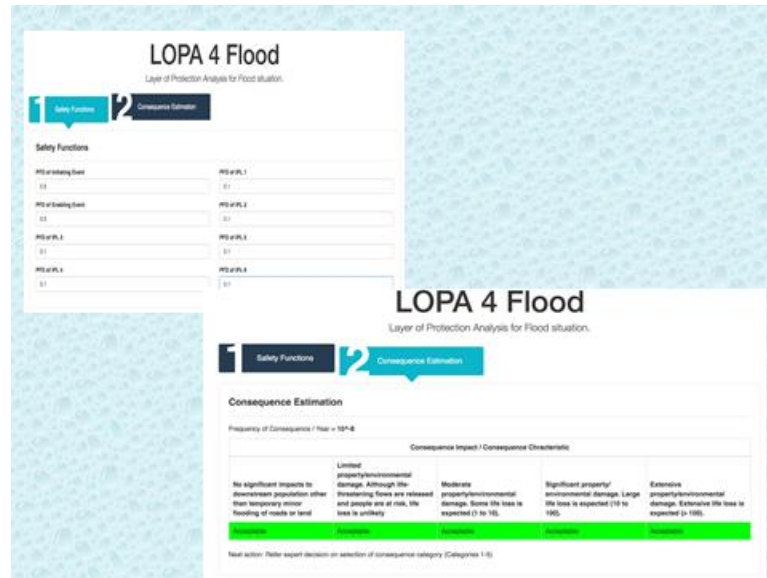 LOPA 4 Flood
Layer of Protection Analysis for Flood situation.
1 Safety Functions 2 Consequence Estimation
Safety Functions
PFD of Initiating Event PFD of IPL 1
0.1
PFD of Enabling Event PFD of IPL 2
0.1
PFD of IPL 3
0.1 0.1
PFD of IPL 4
0.1 0.1
LOPA 4 Flood
Layer of Protection Analysis for Flood situation.
1 Safety Functions 2 Consequence Estimation
Consequence Estimation
Frequency of Consequence / Year = 10^-8
Consequence Impact / Consequence Chracteristic
No significant impacts to
downstream population other
than temporary minor
flooding of roads or land
Limited
property/environmental
damage. Although life-
threatening flows are released
and people are at risk, life
loss is unlikely
Moderate
property/environmental
damage. Some life loss is
expected (1 to 10).
Significant property/
environmental damage. Large
life loss is expected (10 to
100).
Extensive
property/environmental
damage. Extensive life loss is
expected (> 100).
Acceptable Acceptable Acceptable Acceptable Acceptable
Next action: Refer expert decision on selection of consequence category (Categories 1-5)